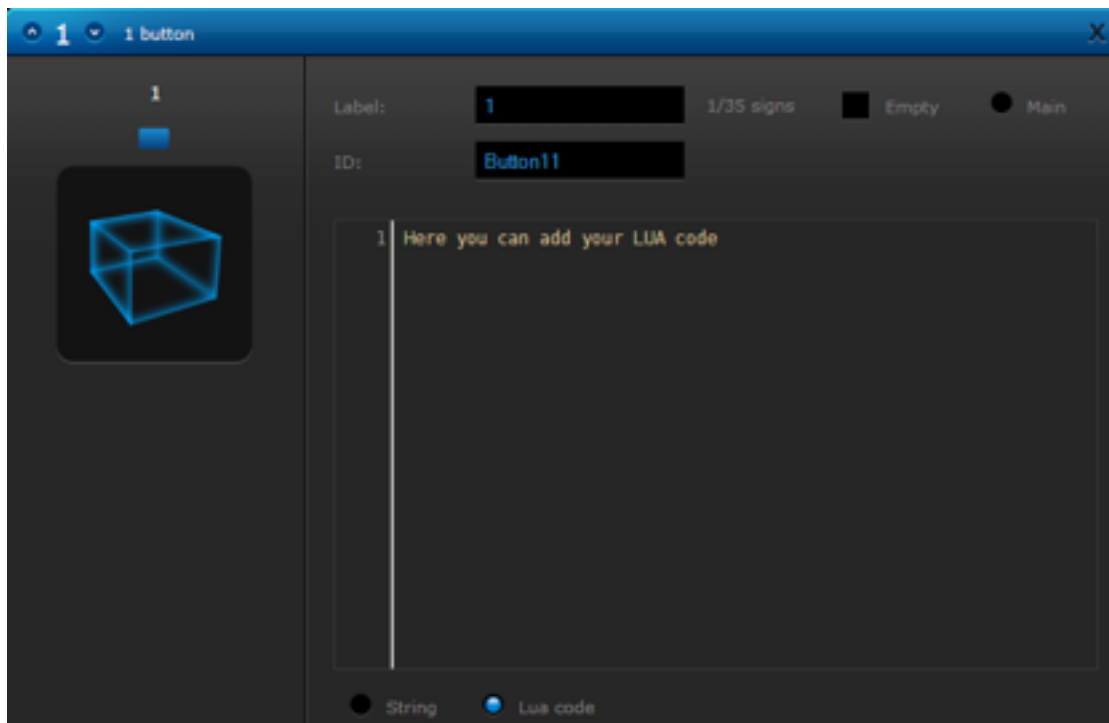 1 1 button X
1
Label: 1 1/35 signs Empty Main
ID: Button11
1 Here you can add your LUA code
String Lua code